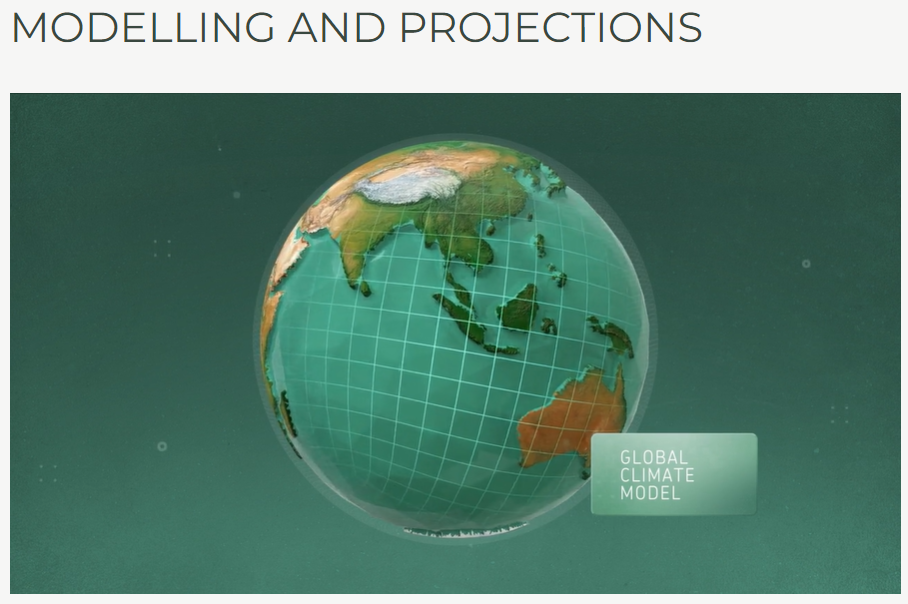 MODELLING AND PROJECTIONS
GLOBAL
CLIMATE
MODEL